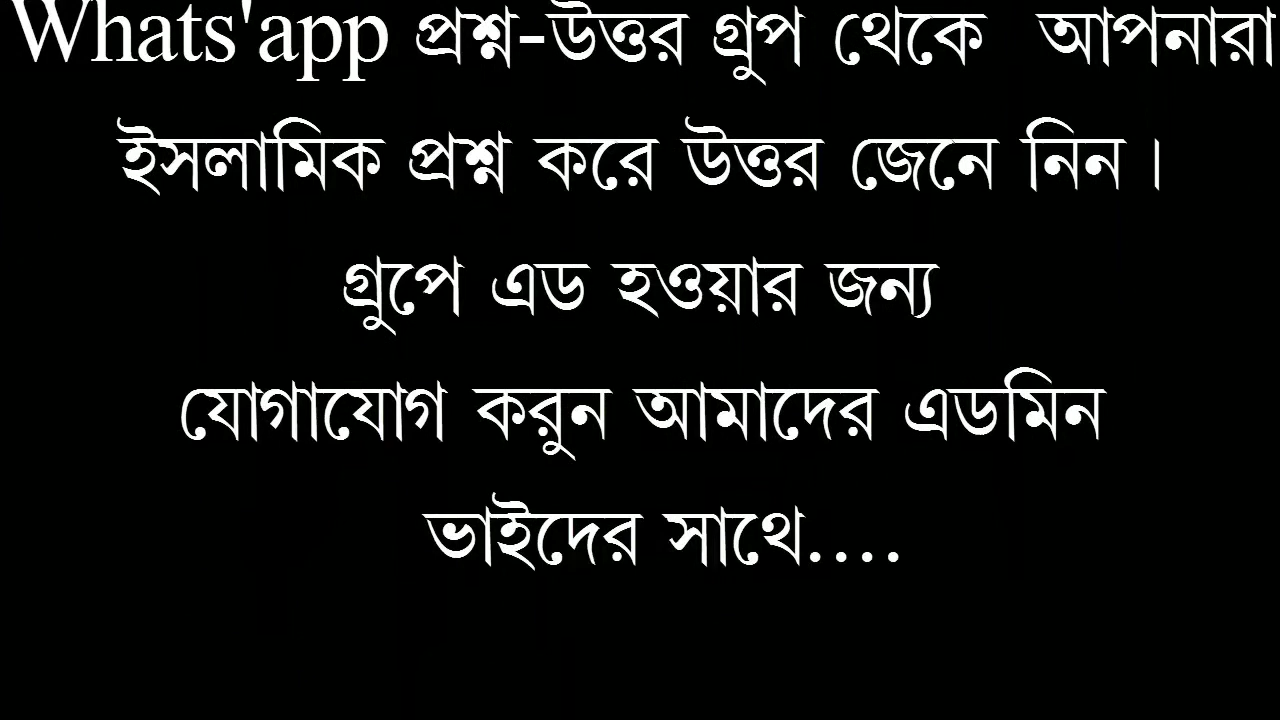 Whats'app প্রশ্ন-উত্তর গ্রুপ থেকে আপনারা
ইসলামিক প্রশ্ন করে উত্তর জেনে নিন।
গ্রুপে এড হওয়ার জন্য
যোগাযোগ করুন আমাদের এডমিন
ভাইদের সাথে....